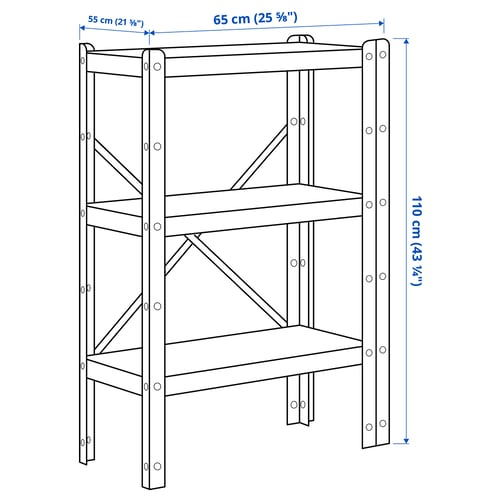 55 cm (21 ⅝")
65 cm (25 ⅝")
110 cm (43 ¼")